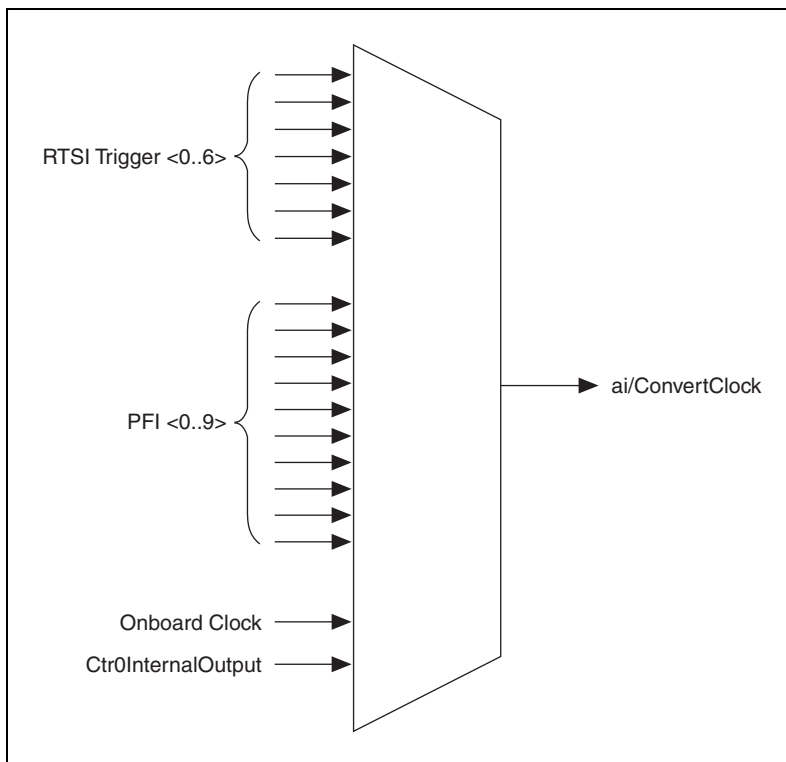 RTSI Trigger <0..6>
PFI <0..9>
ai/ConvertClock
Onboard Clock
Ctr0InternalOutput